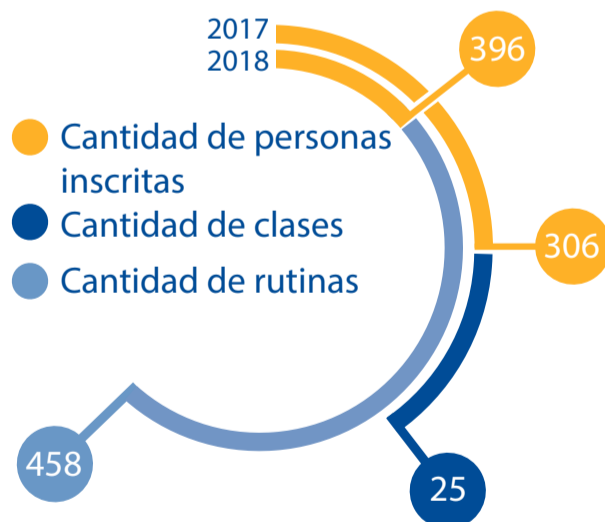 2017
2018
396
Cantidad de personas
inscritas
Cantidad de clases
306
Cantidad de rutinas
458
25